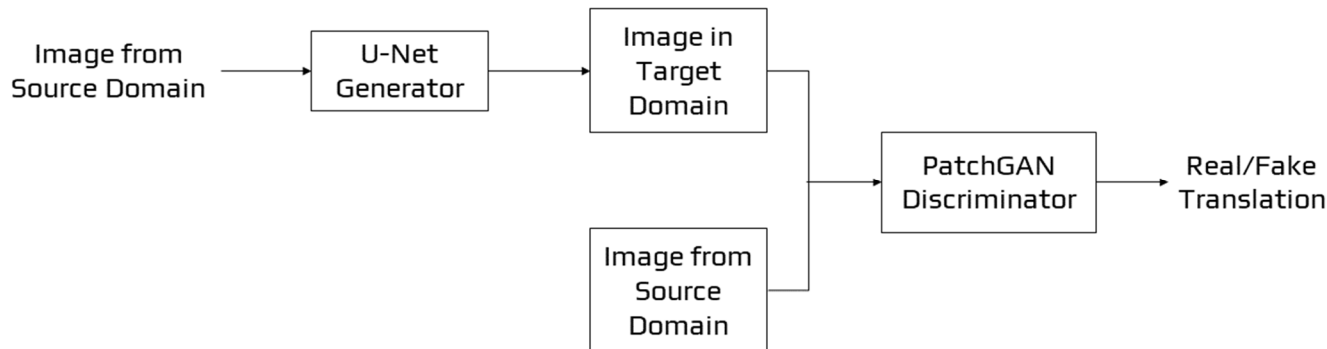 Image from
Source Domain
U-Net
Generator
Image in
Target
Domain
Image from
Source
Domain
PatchGAN
Discriminator
Real/Fake
Translation